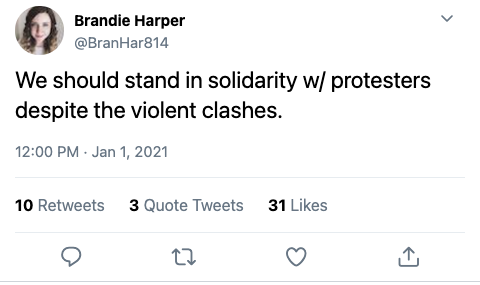 Brandie Harper
@BranHar814
We should stand in solidarity w/ protesters
despite the violent clashes.
12:00 PM · Jan 1, 2021
10 Retweets 3 Quote Tweets 31 Likes